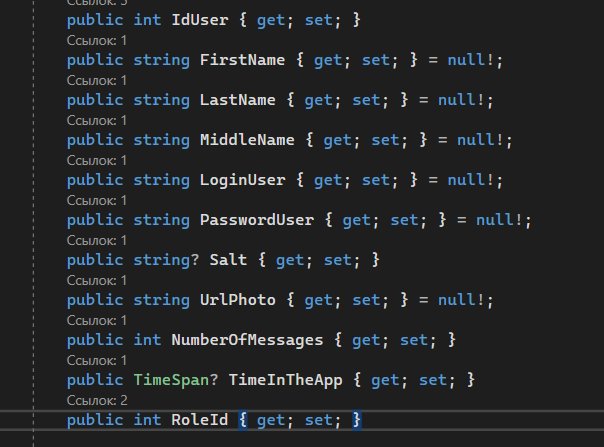 Ссылок: 3
public int IdUser { get; set; }
Ссылок: 1
public string FirstName { get; set; } = null!;
Ссылок: 1
public string LastName { get; set; } = null!;
Ссылок: 1
public string MiddleName { get; set; } = null!;
Ссылок: 1
public string LoginUser { get; set; } = null!;
Ссылок: 1
public string PasswordUser { get; set; } = null!;
Ссылок: 1
public string? Salt { get; set; }
Ссылок: 1
public string UrlPhoto { get; set; } = null!;
Ссылок: 1
public int NumberOfMessages { get; set; }
Ссылок: 1
public TimeSpan? TimeInTheApp { get; set; }
Ссылок: 2
public int RoleId { get; set; }